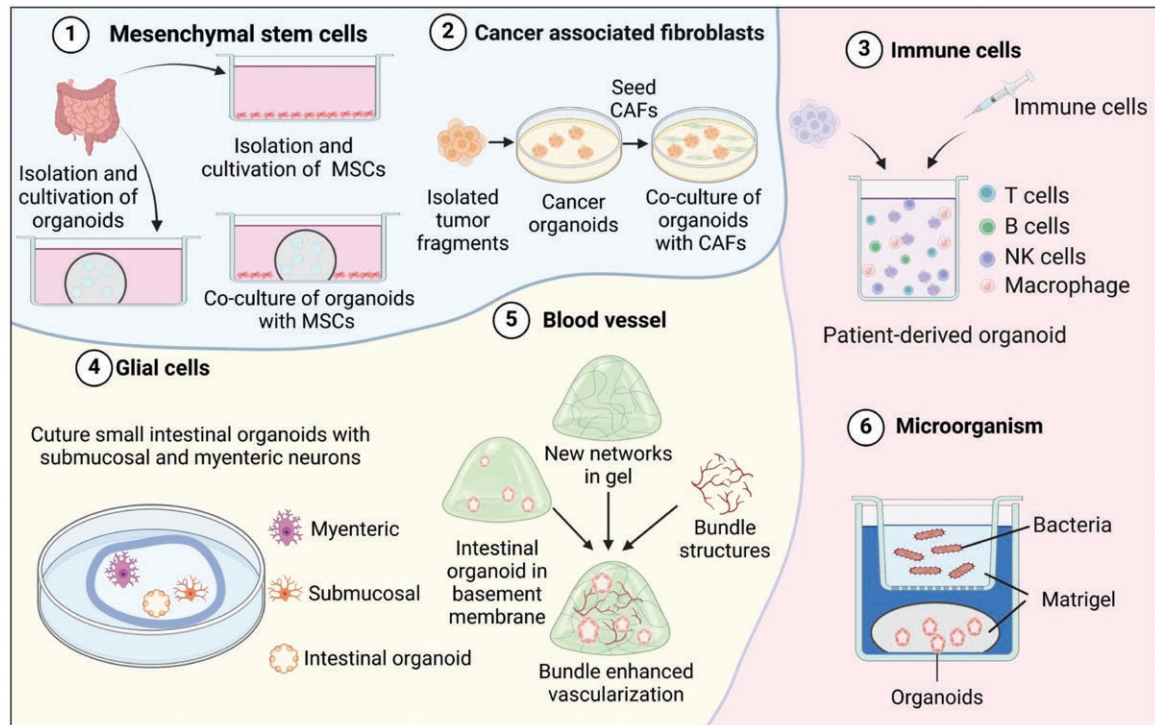 1 Mesenchymal stem cells
Isolation and
cultivation of MSCs
Isolation and
cultivation of
organoids
Co-culture of organoids
with MSCs
2 Cancer associated fibroblasts
Seed
CAFs
Isolated
tumor
fragments
Cancer
organoids
Co-culture of
organoids
with CAFs
3 Immune cells
Immune cells
T cells
B cells
NK cells
Macrophage
Patient-derived organoid
4 Glial cells
Cuture small intestinal organoids with
submucosal and myenteric neurons
Myenteric
Submucosal
Intestinal organoid
5 Blood vessel
New networks
in gel
Bundle
structures
Intestinal
organoid in
basement
membrane
Bundle enhanced
vascularization
6 Microorganism
Bacteria
Matrigel
Organoids